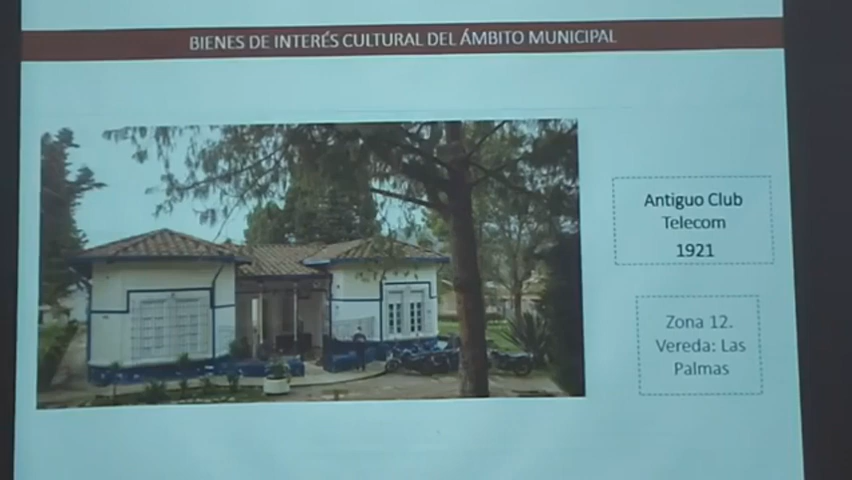 BIENES DE INTERÉS CULTURAL DEL ÁMBITO MUNICIPAL
Antiguo Club
Telecom
1921
Zona 12.
Vereda: Las
Palmas